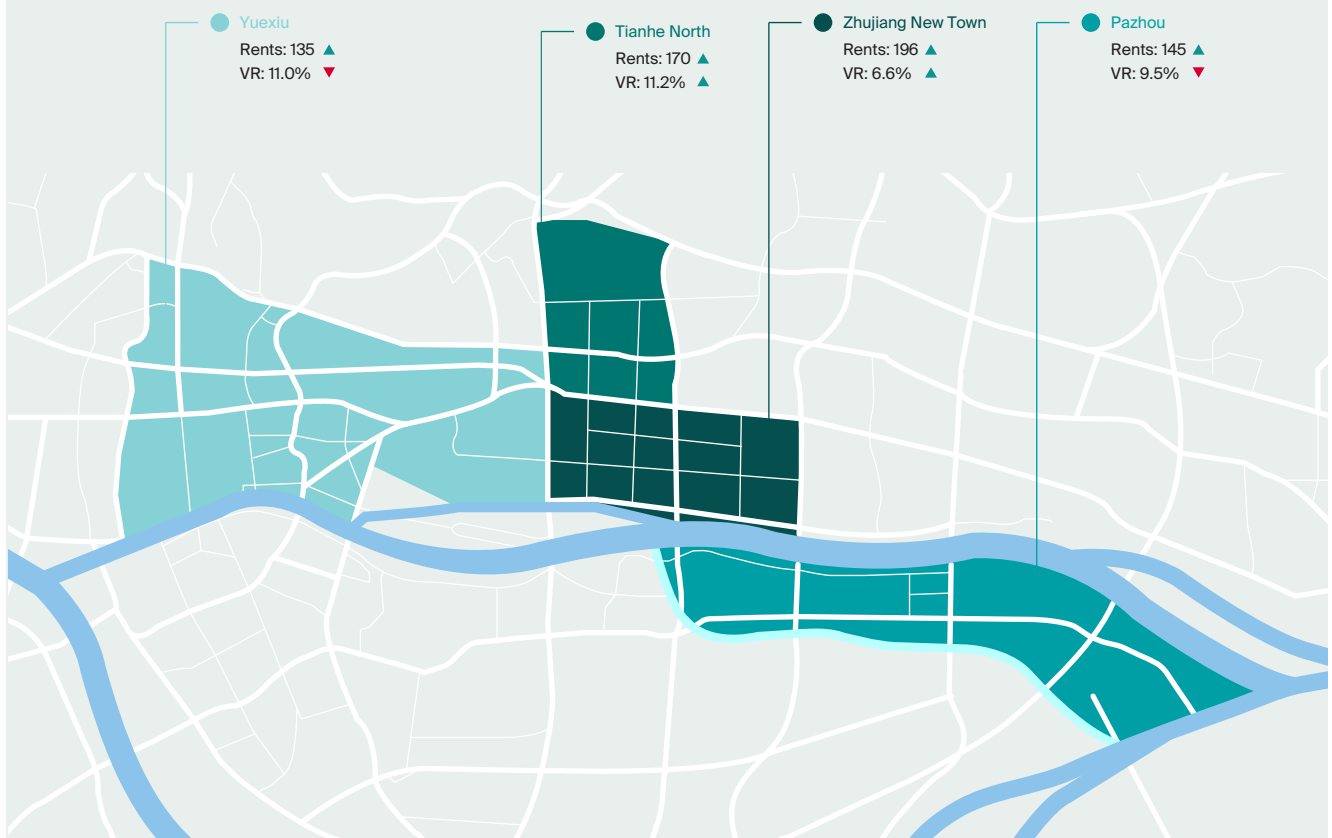 Yuexiu
Rents: 135 ▲
VR: 11.0% ▼
Tianhe North
Rents: 170 ▲
VR: 11.2% ▲
Zhujiang New Town
Rents: 196 ▲
VR: 6.6% ▲
Pazhou
Rents: 145 ▲
VR: 9.5% ▼